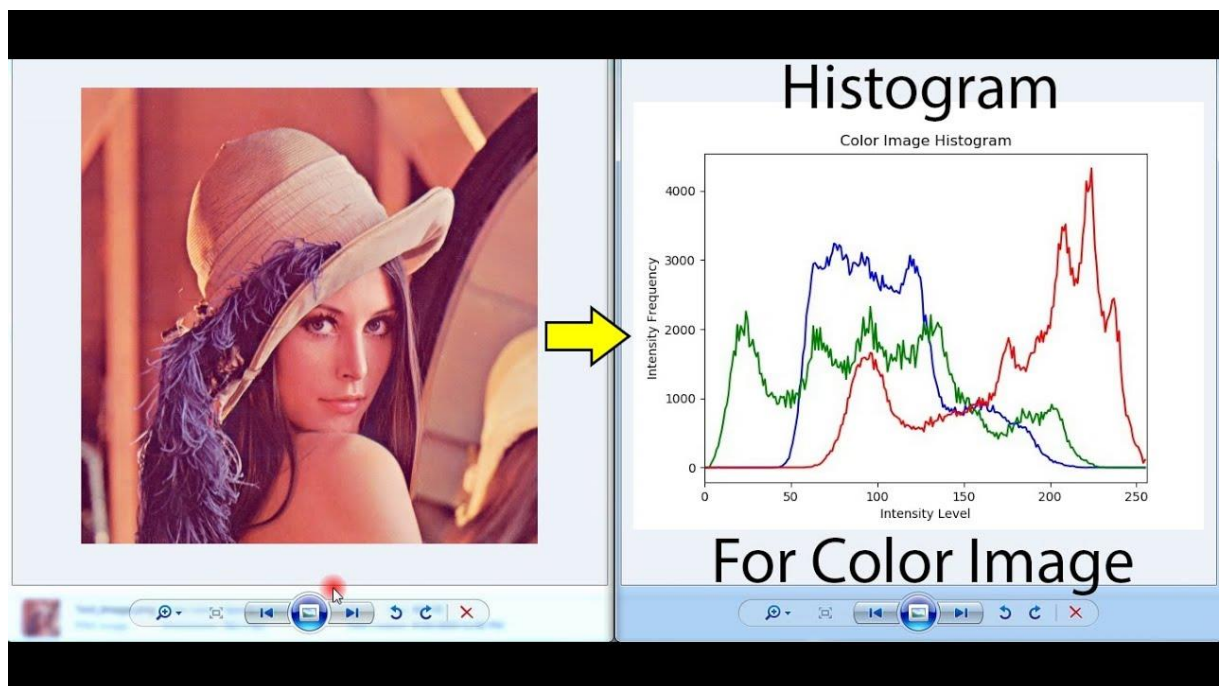 Histogram
Color Image Histogram
4000
3000
2000
1000
0
Intensity Frequency
0 50 100 150 200 250
Intensity Level
For Color Image